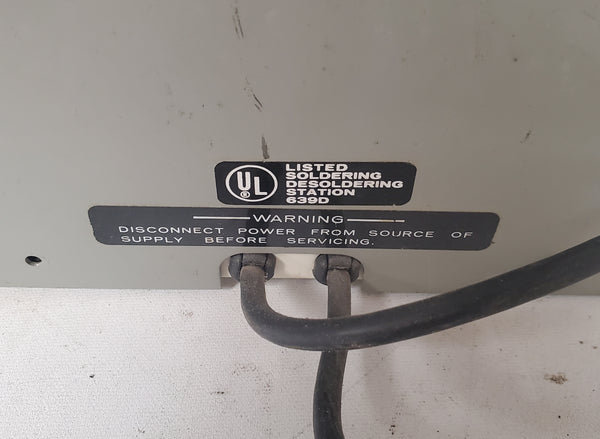 UL ®
LISTED
SOLDERING
DESOLDERING
STATION
639D
WARNING
DISCONNECT POWER FROM SOURCE OF
SUPPLY BEFORE SERVICING.